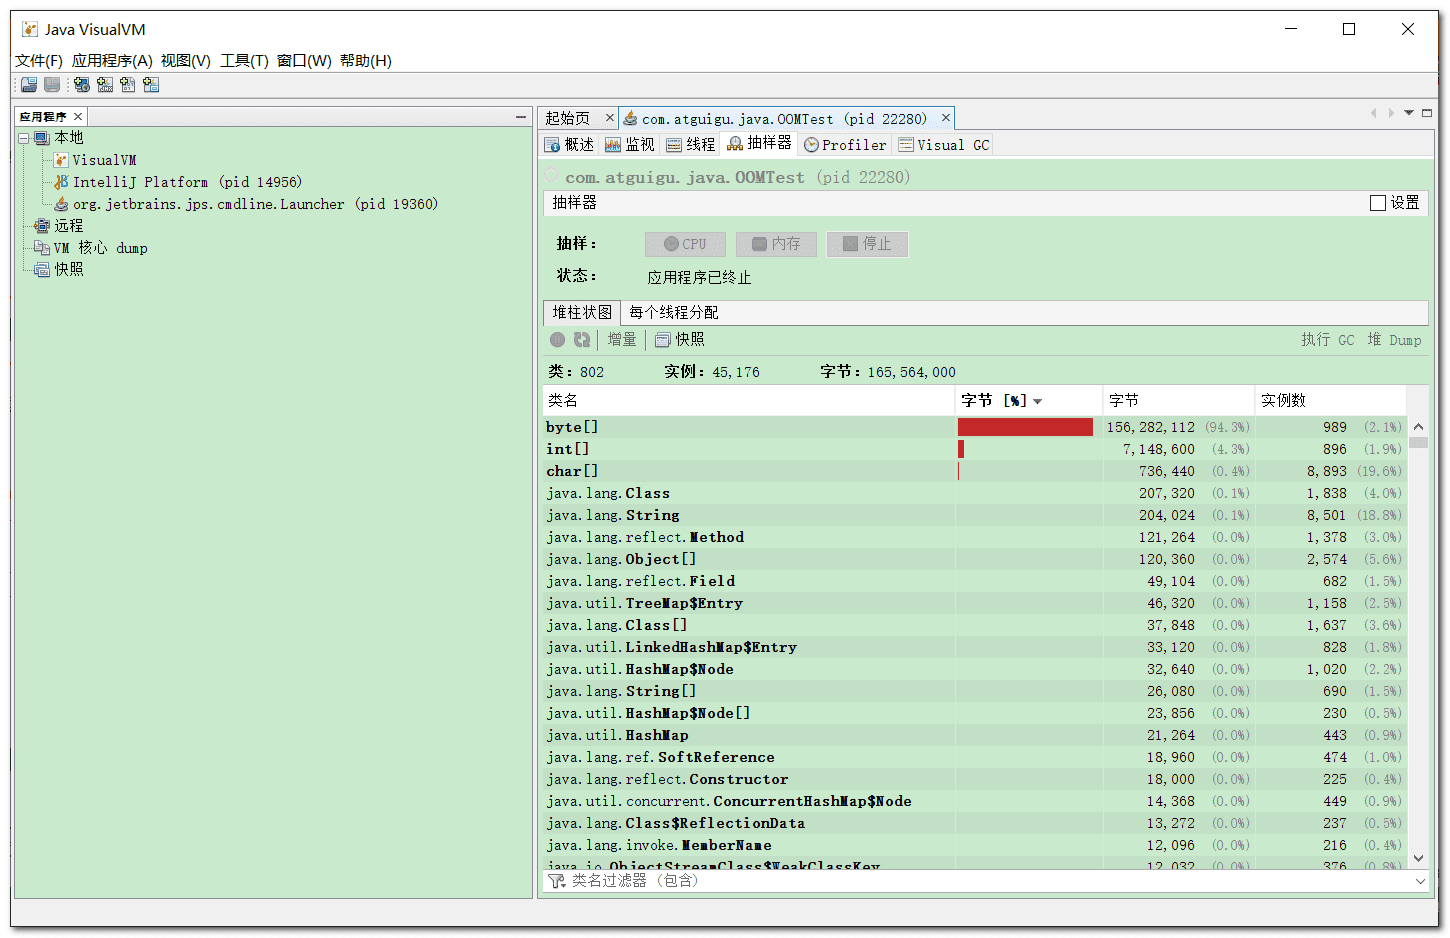 Java VisualVM
文件(F) 应用程序(A) 视图(V) 工具(T) 窗口(W) 帮助(H)
应用程序
本地
VisualVM
IntelliJ Platform (pid 14956)
org.jetbrains.jps.cmdline.Launcher (pid 19360)
远程
VM 核心 dump
快照
起始页 com.atguigu.java.OOMTest (pid 22280)
概述 监视 线程 抽样器 Profiler Visual GC
com.atguigu.java.OOMTest (pid 22280)
抽样器 设置
抽样： CPU 内存 停止
状态： 应用程序已终止
堆柱状图 每个线程分配
增量 快照 执行 GC 堆 Dump
类：802 实例：45,176 字节：165,564,000
类名 字节 [%] 字节 实例数
byte[] 156,282,112 (94.3%) 989 (2.1%)
int[] 7,148,600 (4.3%) 896 (1.9%)
char[] 736,440 (0.4%) 8,893 (19.6%)
java.lang.Class 207,320 (0.1%) 1,838 (4.0%)
java.lang.String 204,024 (0.1%) 8,501 (18.8%)
java.lang.reflect.Method 121,264 (0.0%) 1,378 (3.0%)
java.lang.Object[] 120,360 (0.0%) 2,574 (5.6%)
java.lang.reflect.Field 49,104 (0.0%) 682 (1.5%)
java.util.TreeMap$Entry 46,320 (0.0%) 1,158 (2.5%)
java.lang.Class[] 37,848 (0.0%) 1,637 (3.6%)
java.util.LinkedHashMap$Entry 33,120 (0.0%) 828 (1.8%)
java.util.HashMap$Node 32,640 (0.0%) 1,020 (2.2%)
java.lang.String[] 26,080 (0.0%) 690 (1.5%)
java.util.HashMap$Node[] 23,856 (0.0%) 230 (0.5%)
java.util.HashMap 21,264 (0.0%) 443 (0.9%)
java.lang.ref.SoftReference 18,960 (0.0%) 474 (1.0%)
java.lang.reflect.Constructor 18,000 (0.0%) 225 (0.4%)
java.util.concurrent.ConcurrentHashMap$Node 14,368 (0.0%) 449 (0.9%)
java.lang.Class$ReflectionData 13,272 (0.0%) 237 (0.5%)
java.lang.invoke.MemberName 12,096 (0.0%) 216 (0.4%)
java.io.ObjectStreamClass$WeakClassKey 12,032 (0.0%) 376 (0.8%)
类名过滤器 (包含)